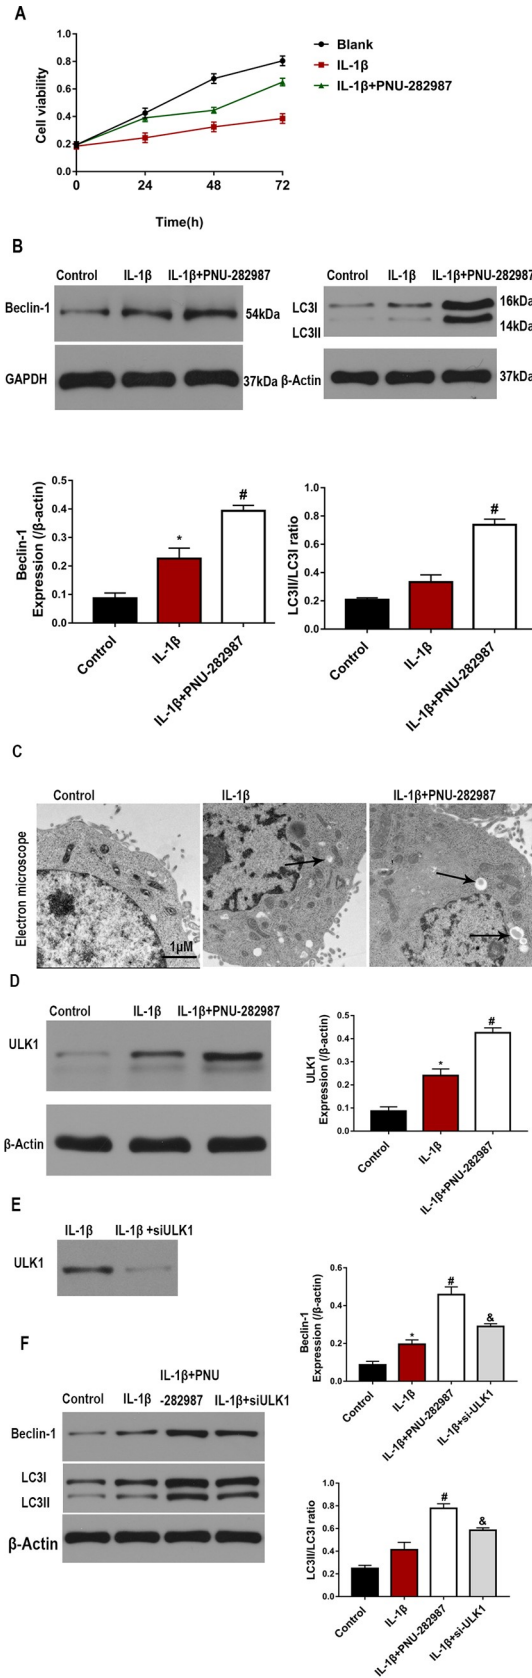 A
Cell viability
1.0
0.8
0.6
0.4
0.2
0.0
0 24 48 72
Time(h)
Blank
IL-1β
IL-1β+PNU-282987
B
Control IL-1β IL-1β+PNU-282987
Beclin-1 54kDa
GAPDH 37kDa
Control IL-1β IL-1β+PNU-282987
LC3I 16kDa
LC3II 14kDa
β-Actin 37kDa
Beclin-1
Expression (/β-actin)
0.5
0.4
0.3
0.2
0.1
0.0
*
#
Control
IL-1β
IL-1β+PNU-282987
LC3II/LC3I ratio
1.0
0.8
0.6
0.4
0.2
0.0
#
Control
IL-1β
IL-1β+PNU-282987
C
Control IL-1β IL-1β+PNU-282987
Electron microscope
1μM
D
Control IL-1β IL-1β+PNU-282987
ULK1
β-Actin
ULK1
Expression (/β-actin)
0.5
0.4
0.3
0.2
0.1
0.0
*
#
Control
IL-1β
IL-1β+PNU-282987
E
IL-1β IL-1β +siULK1
ULK1
Beclin-1
Expression (/β-actin)
0.6
0.4
0.2
0.0
*
#
&
Control
IL-1β
IL-1β+PNU-282987
IL-1β+si-ULK1
F
IL-1β+PNU
Control IL-1β -282987 IL-1β+siULK1
Beclin-1
LC3I
LC3II
β-Actin
LC3II/LC3I ratio
1.0
0.8
0.6
0.4
0.2
0.0
#
&
Control
IL-1β
IL-1β+PNU-282987
IL-1β+si-ULK1